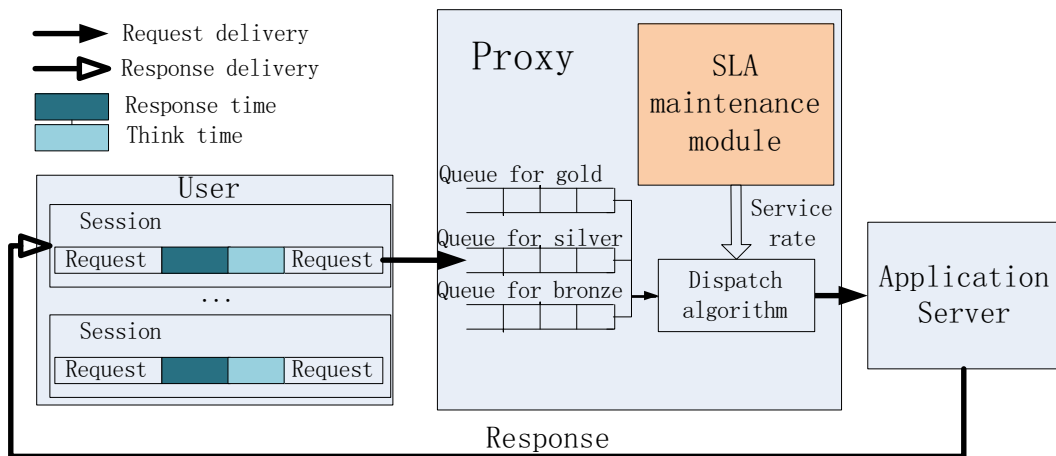 Request delivery
Response delivery
Response time
Think time
User
Session
Request
Request
...
Session
Request
Request
Proxy
SLA
maintenance
module
Queue for gold
Queue for silver
Queue for bronze
Service
rate
Dispatch
algorithm
Application
Server
Response